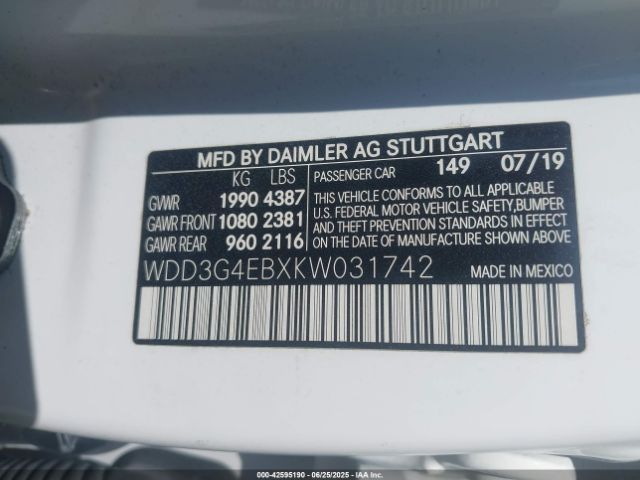 MFD BY DAIMLER AG STUTTGART
KG LBS
GVWR 1990 4387
GAWR FRONT 1080 2381
GAWR REAR 960 2116
PASSENGER CAR 149 07/19
THIS VEHICLE CONFORMS TO ALL APPLICABLE
U.S. FEDERAL MOTOR VEHICLE SAFETY,BUMPER
AND THEFT PREVENTION STANDARDS IN EFFECT
ON THE DATE OF MANUFACTURE SHOWN ABOVE
WDD3G4EBXKW031742
MADE IN MEXICO
000-42595190 - 06/25/2025 - IAAI.COM